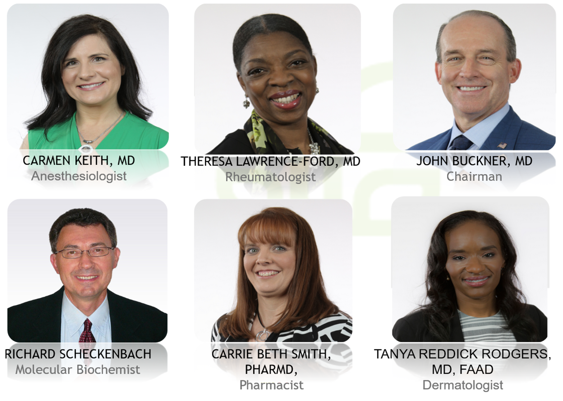 CARMEN KEITH, MD
Anesthesiologist
THERESA LAWRENCE-FORD, MD
Rheumatologist
JOHN BUCKNER, MD
Chairman
RICHARD SCHECKENBACH
Molecular Biochemist
CARRIE BETH SMITH,
PHARMD,
Pharmacist
TANYA REDDICK RODGERS,
MD, FAAD
Dermatologist